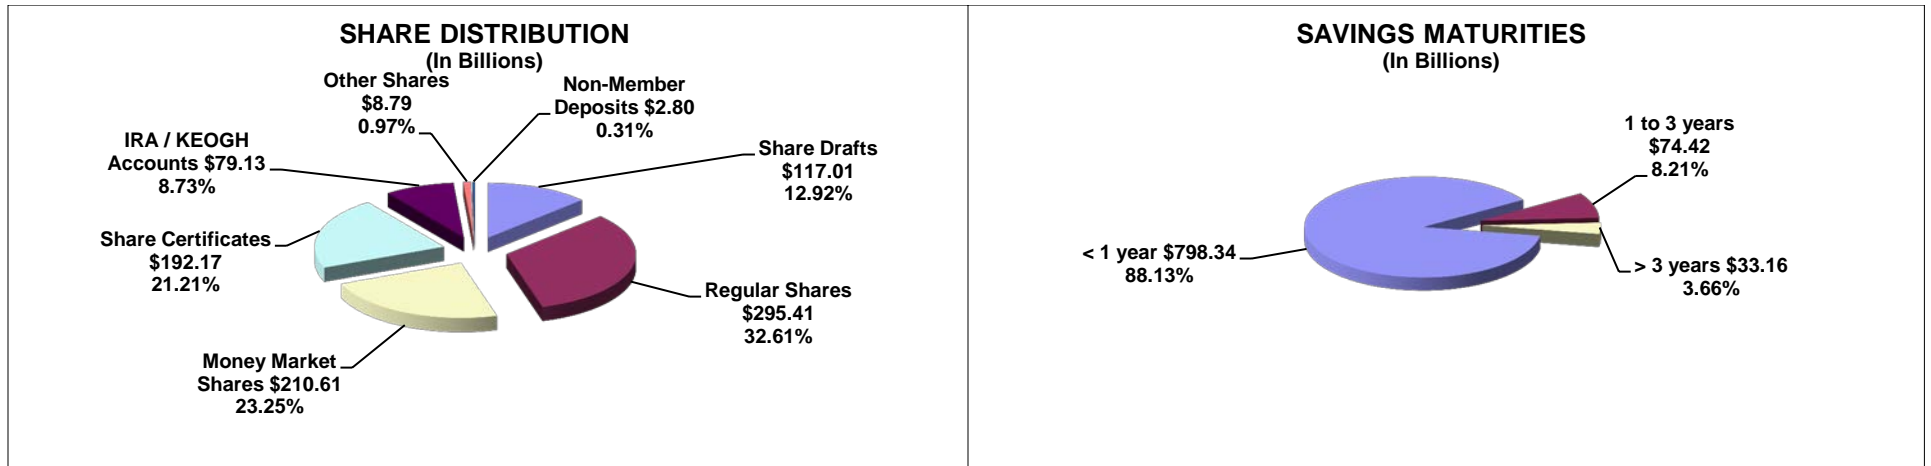 SHARE DISTRIBUTION
(In Billions)
Other Shares
$8.79
0.97%
Non-Member
Deposits $2.80
0.31%
IRA / KEOGH
Accounts $79.13
8.73%
Share Drafts
$117.01
12.92%
Share Certificates
$192.17
21.21%
Regular Shares
$295.41
32.61%
Money Market
Shares $210.61
23.25%
SAVINGS MATURITIES
(In Billions)
1 to 3 years
$74.42
8.21%
< 1 year $798.34
88.13%
> 3 years $33.16
3.66%